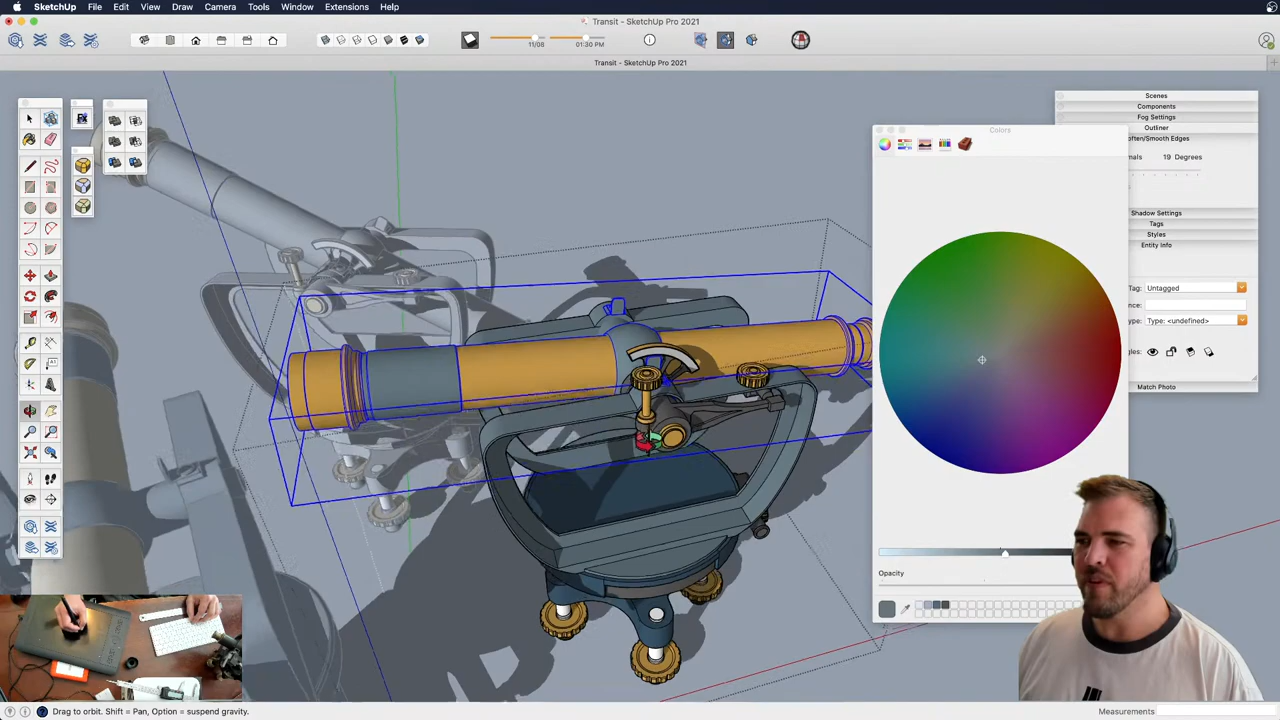 SketchUp File Edit View Draw Camera Tools Window Extensions Help
Transit - SketchUp Pro 2021
11/08 01:30 PM
Transit - SketchUp Pro 2021
Scenes
Components
Fog Settings
Outliner
Soften/Smooth Edges
19 Degrees
Shadow Settings
Tags
Styles
Entity Info
Tag: Untagged
Type: <undefined>
Match Photo
Colors
Opacity
Drag to orbit. Shift = Pan, Option = suspend gravity.
Measurements